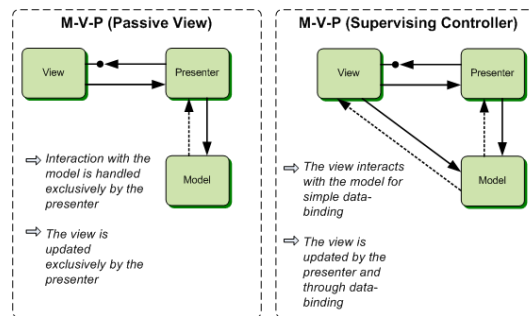 M-V-P (Passive View)
View
Presenter
Model
Interaction with the
model is handled
exclusively by the
presenter
The view is
updated
exclusively by the
presenter
M-V-P (Supervising Controller)
View
Presenter
Model
The view interacts
with the model for
simple data-
binding
The view is
updated by the
presenter and
through data-
binding